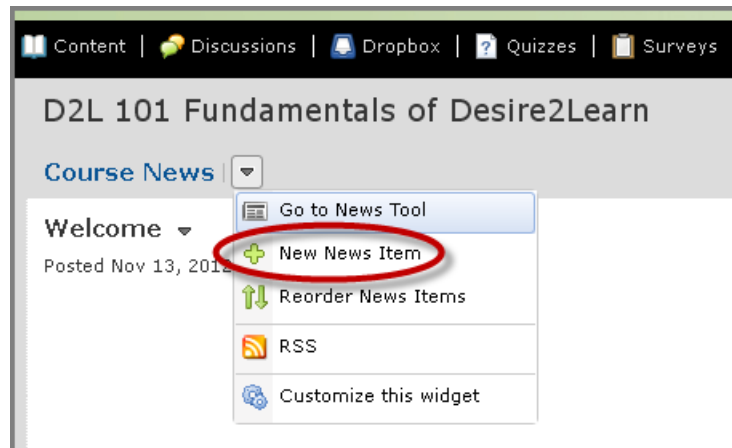 Content | Discussions | Dropbox | Quizzes | Surveys
D2L 101 Fundamentals of Desire2Learn
Course News
Go to News Tool
Welcome
New News Item
Posted Nov 13, 2012
Reorder News Items
RSS
Customize this widget